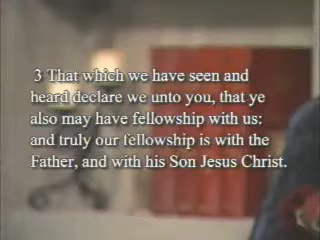 3 That which we have seen and
heard declare we unto you, that ye
also may have fellowship with us:
and truly our fellowship is with the
Father, and with his Son Jesus Christ.